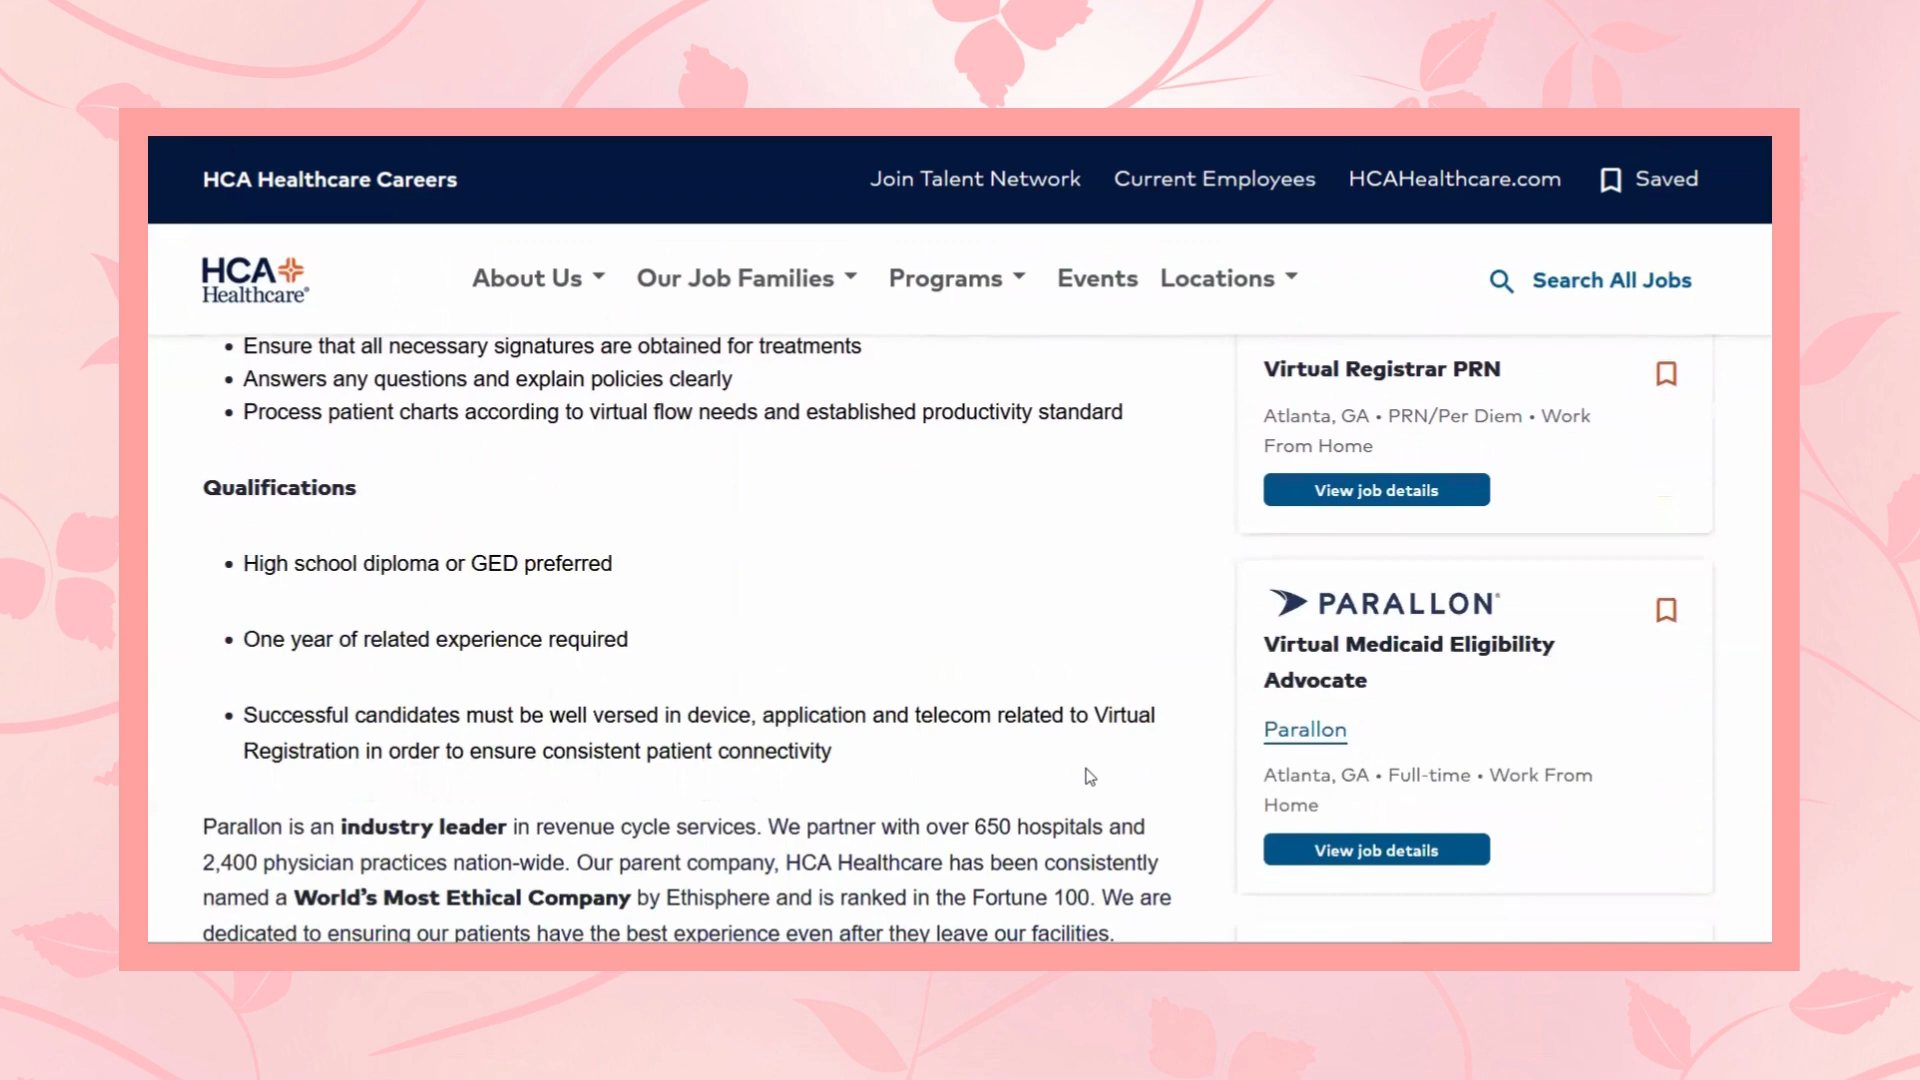 HCA Healthcare Careers
Join Talent Network Current Employees HCAHealthcare.com Saved
HCA
Healthcare®
About Us Our Job Families Programs Events Locations Search All Jobs
• Ensure that all necessary signatures are obtained for treatments
• Answers any questions and explain policies clearly
• Process patient charts according to virtual flow needs and established productivity standard
Qualifications
• High school diploma or GED preferred
• One year of related experience required
• Successful candidates must be well versed in device, application and telecom related to Virtual
Registration in order to ensure consistent patient connectivity
Parallon is an industry leader in revenue cycle services. We partner with over 650 hospitals and
2,400 physician practices nation-wide. Our parent company, HCA Healthcare has been consistently
named a World's Most Ethical Company by Ethisphere and is ranked in the Fortune 100. We are
dedicated to ensuring our patients have the best experience even after they leave our facilities.
Virtual Registrar PRN
Atlanta, GA • PRN/Per Diem • Work
From Home
View job details
PARALLON®
Virtual Medicaid Eligibility
Advocate
Parallon
Atlanta, GA • Full-time • Work From
Home
View job details